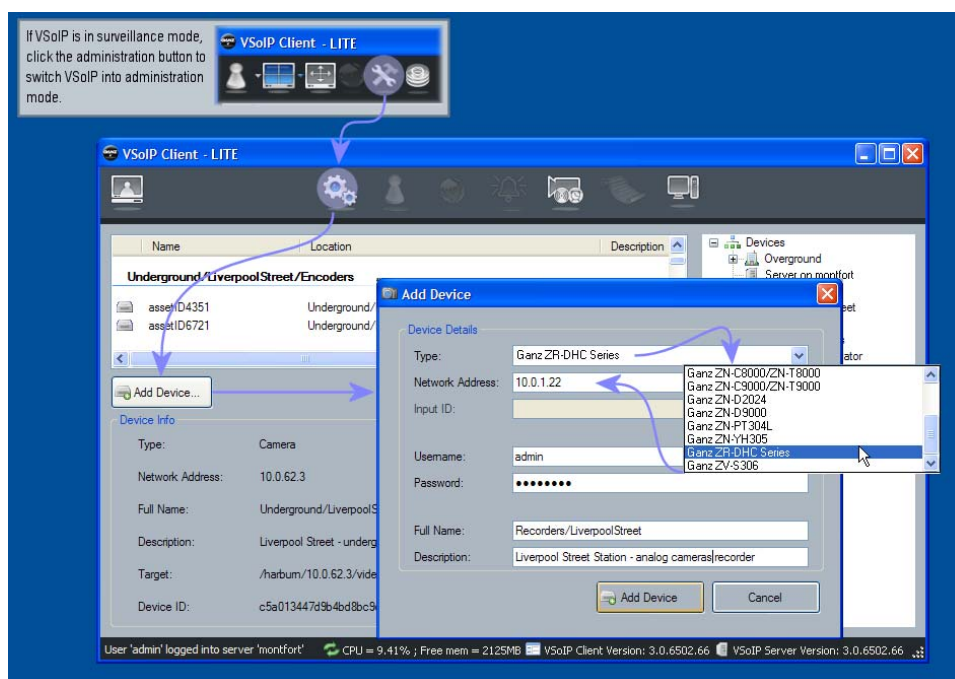 If VSoIP is in surveillance mode,
click the administration button to
switch VSoIP into administration
mode.
VSoIP Client - LITE
VSoIP Client - LITE
Name Location Description
Underground/LiverpoolStreet/Encoders
assetID4351 Underground/
assetID6721 Underground/
Devices
Overground
Server on montfort
eet
s
ator
Add Device...
Device Info
Type: Camera
Network Address: 10.0.62.3
Full Name: Underground/LiverpoolS
Description: Liverpool Street - underg
Target: /harbum/10.0.62.3/vide
Device ID: c5a013447d9b4bd8bc9
Add Device
Device Details
Type: Ganz ZR-DHC Series
Network Address: 10.0.1.22
Input ID:
Username: admin
Password: ••••••••
Full Name: Recorders/LiverpoolStreet
Description: Liverpool Street Station - analog cameras recorder
Add Device Cancel
Ganz ZN-C8000/ZN-T8000
Ganz ZN-C9000/ZN-T9000
Ganz ZN-D2024
Ganz ZN-D9000
Ganz ZN-PT304L
Ganz ZN-YH305
Ganz ZR-DHC Series
Ganz ZV-S306
User 'admin' logged into server 'montfort' CPU = 9.41% ; Free mem = 2125MB VSoIP Client Version: 3.0.6502.66 VSoIP Server Version: 3.0.6502.66